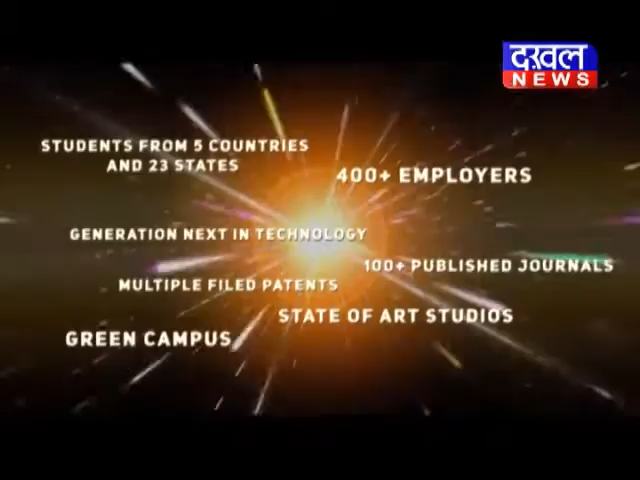 दख़ल
NEWS
STUDENTS FROM 5 COUNTRIES
AND 23 STATES
400+ EMPLOYERS
GENERATION NEXT IN TECHNOLOGY
100+ PUBLISHED JOURNALS
MULTIPLE FILED PATENTS
STATE OF ART STUDIOS
GREEN CAMPUS